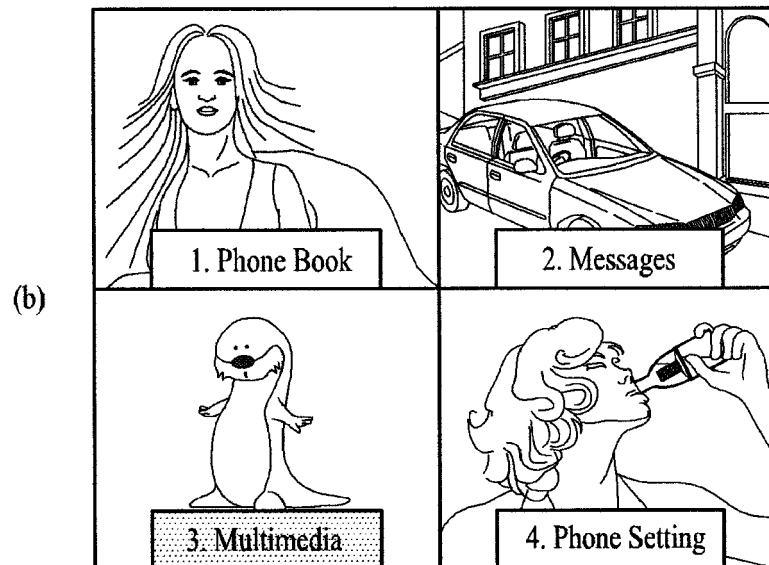 1. Phone Book
2. Messages
(b)
3. Multimedia
4. Phone Setting